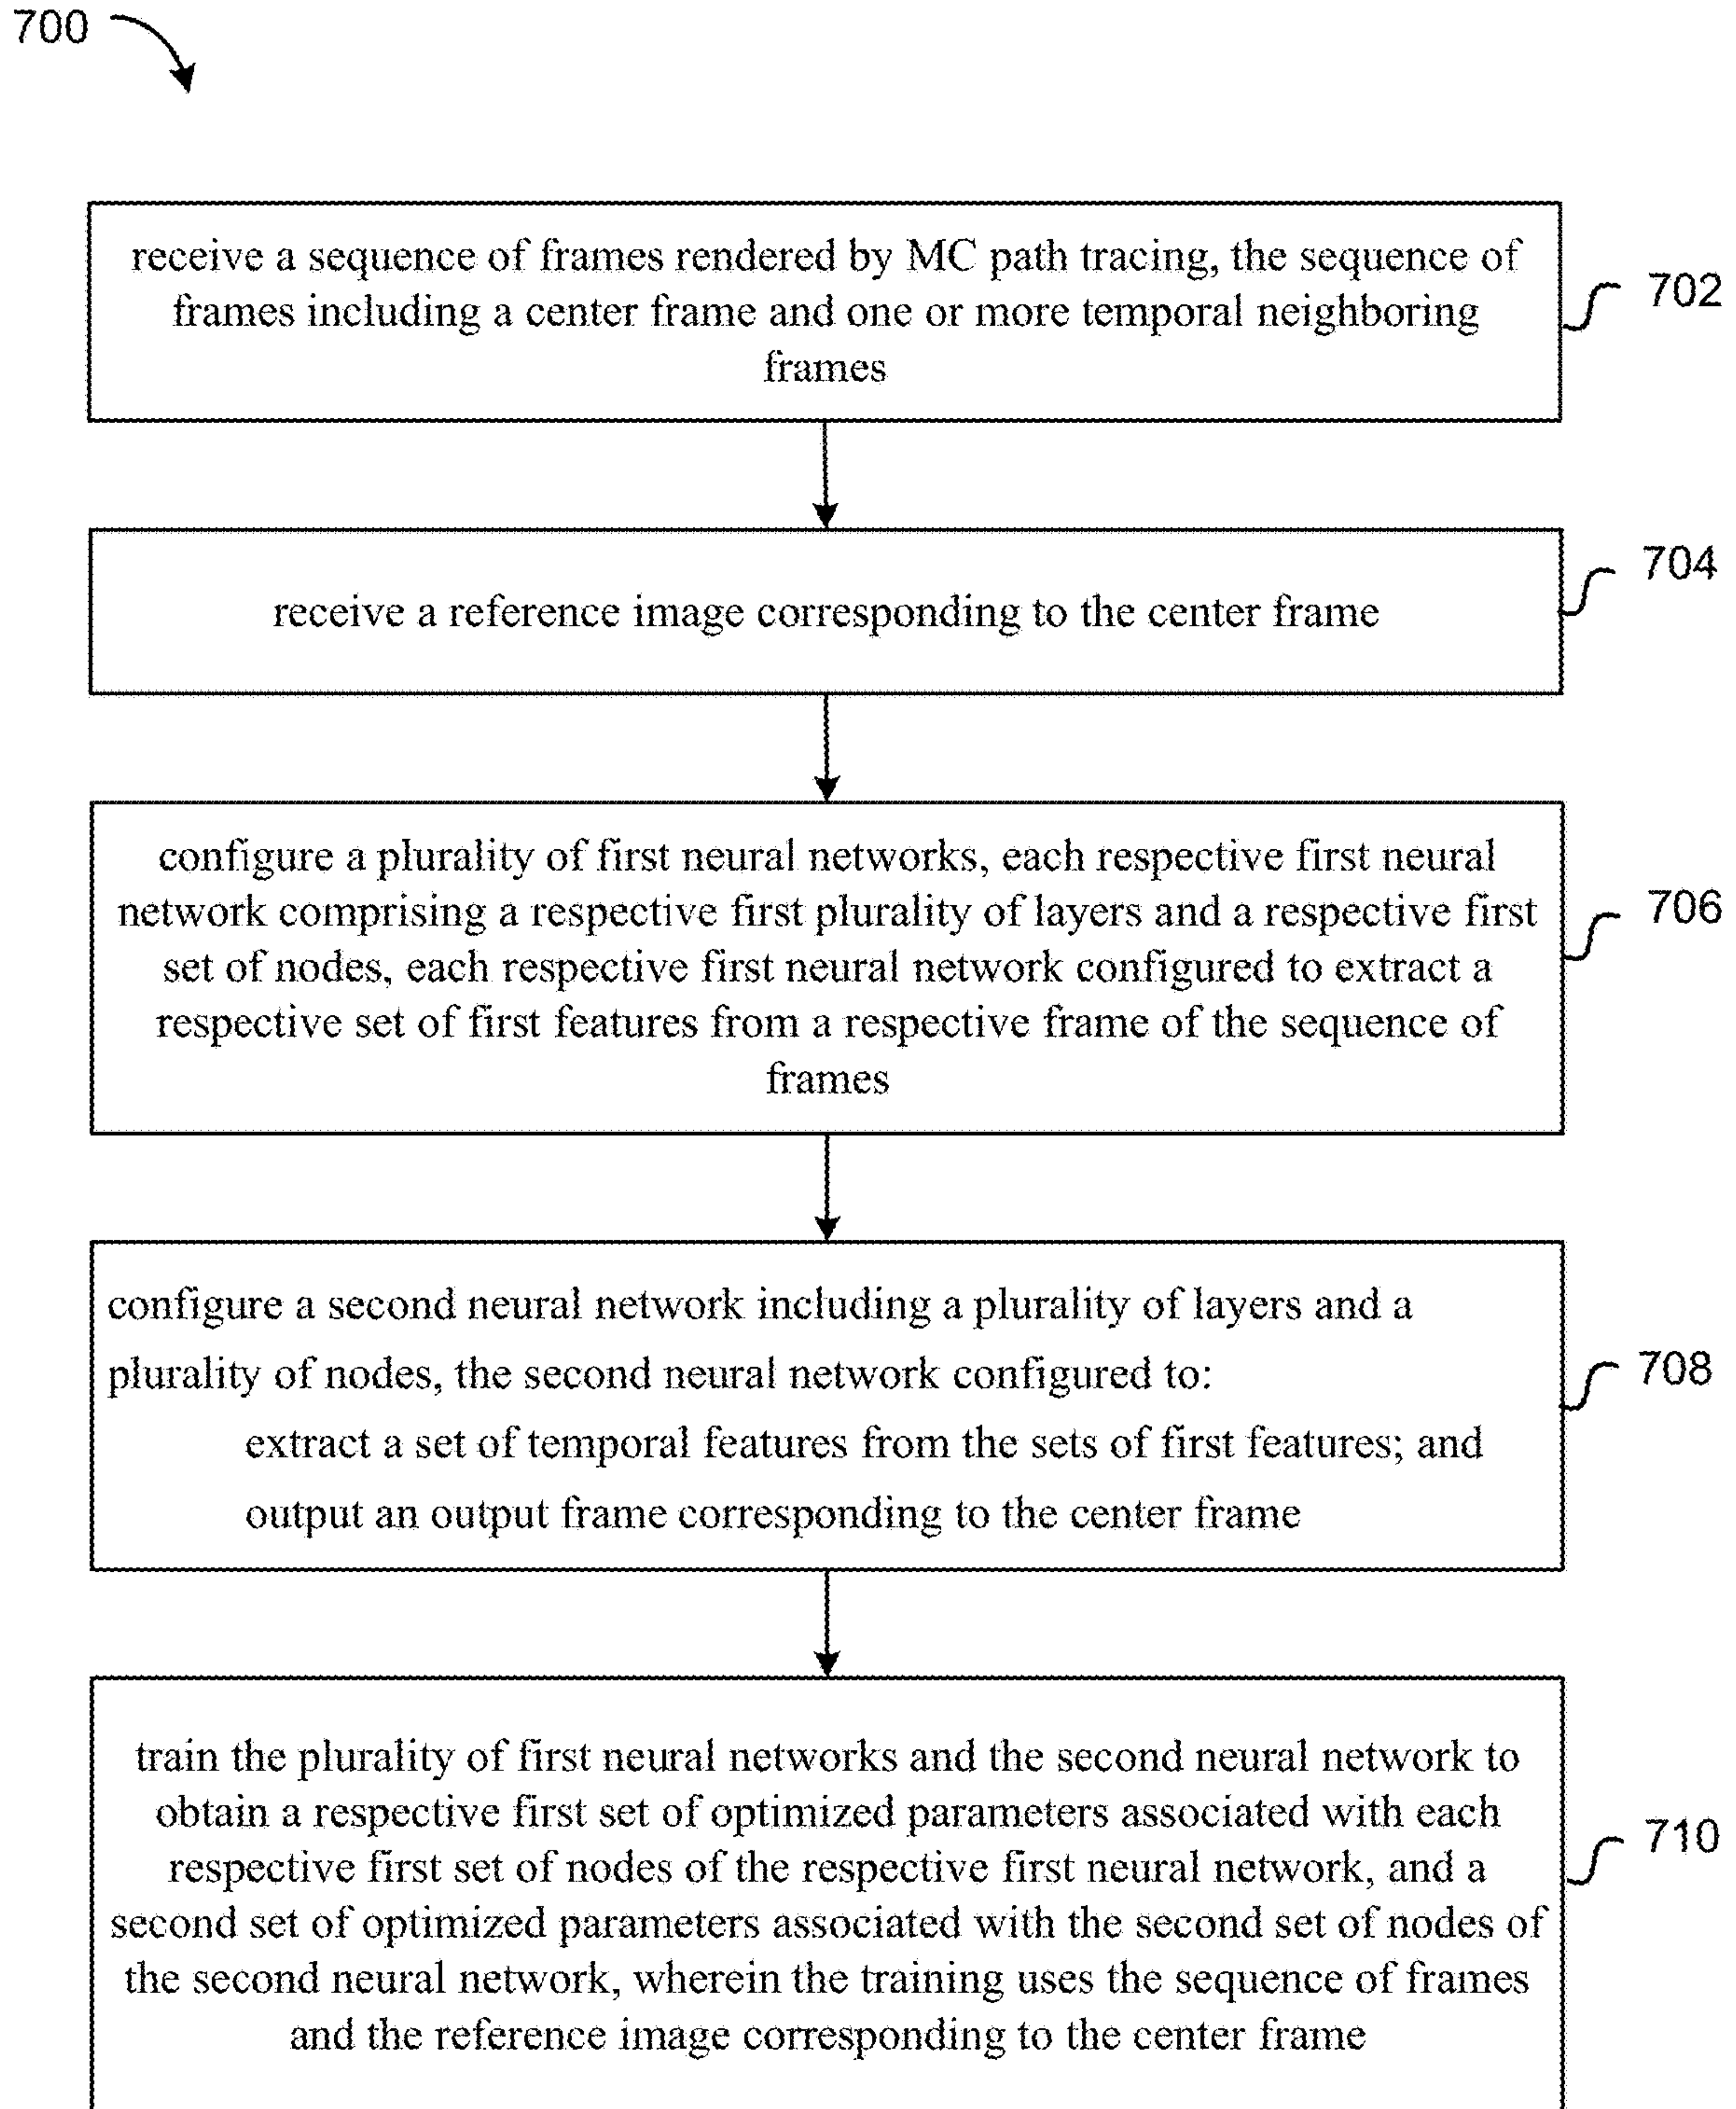 700
receive a sequence of frames rendered by MC path tracing, the sequence of
frames including a center frame and one or more temporal neighboring
frames
702
receive a reference image corresponding to the center frame
704
configure a plurality of first neural networks, each respective first neural
network comprising a respective first plurality of layers and a respective first
set of nodes, each respective first neural network configured to extract a
respective set of first features from a respective frame of the sequence of
frames
706
configure a second neural network including a plurality of layers and a
plurality of nodes, the second neural network configured to:
extract a set of temporal features from the sets of first features; and
output an output frame corresponding to the center frame
708
train the plurality of first neural networks and the second neural network to
obtain a respective first set of optimized parameters associated with each
respective first set of nodes of the respective first neural network, and a
second set of optimized parameters associated with the second set of nodes of
the second neural network, wherein the training uses the sequence of frames
and the reference image corresponding to the center frame
710